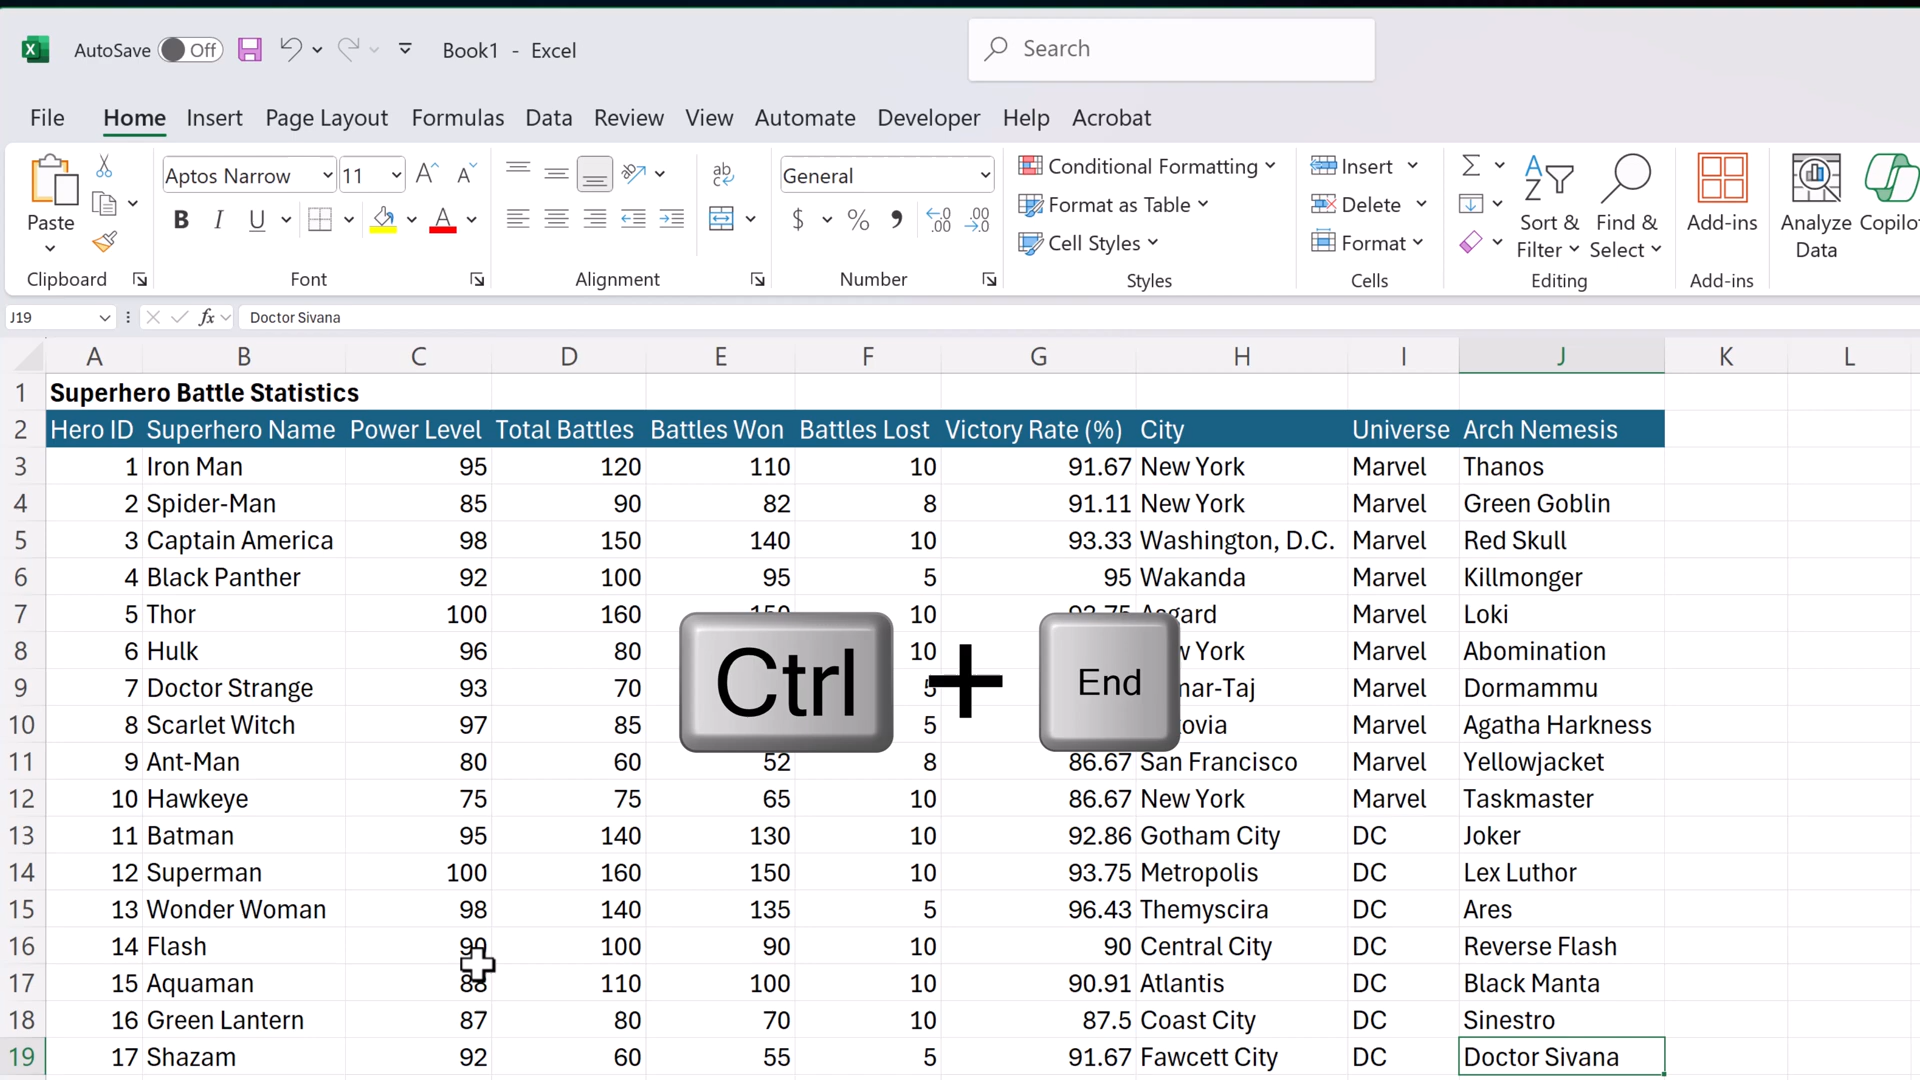 AutoSave Off Book1 - Excel Search
File Home Insert Page Layout Formulas Data Review View Automate Developer Help Acrobat
Aptos Narrow 11 A A ab General Conditional Formatting Insert Σ A Z
Paste B I U A $ % 9 .00 .00 Format as Table Delete Sort & Find & Add-ins Analyze
Cell Styles Format Filter Select Data
Clipboard Font Alignment Number Styles Cells Editing Add-ins
J19 fx Doctor Sivana
A B C D E F G H I J K L
1 Superhero Battle Statistics
2 Hero ID Superhero Name Power Level Total Battles Battles Won Battles Lost Victory Rate (%) City Universe Arch Nemesis
3 1 Iron Man 95 120 110 10 91.67 New York Marvel Thanos
4 2 Spider-Man 85 90 82 8 91.11 New York Marvel Green Goblin
5 3 Captain America 98 150 140 10 93.33 Washington, D.C. Marvel Red Skull
6 4 Black Panther 92 100 95 5 95 Wakanda Marvel Killmonger
7 5 Thor 100 160 10 Marvel Loki
8 6 Hulk 96 80 10 York Marvel Abomination
9 7 Doctor Strange 93 70 Marvel Dormammu
10 8 Scarlet Witch 97 85 5 Marvel Agatha Harkness
Ctrl + End
11 9 Ant-Man 80 60 52 8 86.67 San Francisco Marvel Yellowjacket
12 10 Hawkeye 75 75 65 10 86.67 New York Marvel Taskmaster
13 11 Batman 95 140 130 10 92.86 Gotham City DC Joker
14 12 Superman 100 160 150 10 93.75 Metropolis DC Lex Luthor
15 13 Wonder Woman 98 140 135 5 96.43 Themyscira DC Ares
16 14 Flash 100 90 10 90 Central City DC Reverse Flash
17 15 Aquaman 110 100 10 90.91 Atlantis DC Black Manta
18 16 Green Lantern 87 80 70 10 87.5 Coast City DC Sinestro
19 17 Shazam 92 60 55 5 91.67 Fawcett City DC Doctor Sivana